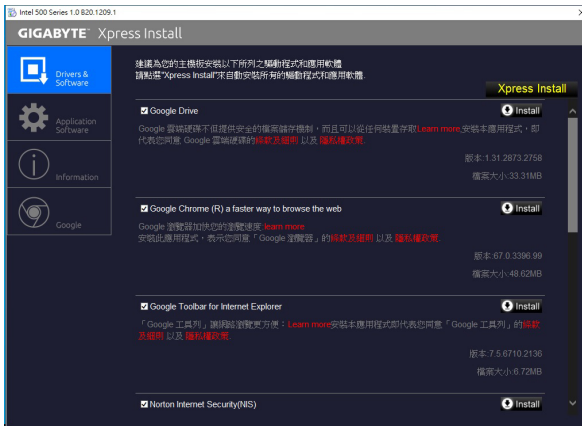 Intel 500 Series 1.0 B20.1209.1
GIGABYTE™ Xpress Install
Drivers & Software
Application Software
Information
Google
建議為您的主機板安裝以下所列之驅動程式和應用軟體
請點選"Xpress Install"來自動安裝所有的驅動程式和應用軟體.
Xpress Install
Google Drive
Install
Google 雲端硬碟不但提供安全的檔案儲存機制，而且可以從任何裝置存取Learn more.安裝本應用程式，即
代表您同意 Google 雲端硬碟的條款及細則 以及 隱私權政策.
版本:1.31.2873.2758
檔案大小:33.31MB
Google Chrome (R) a faster way to browse the web
Install
Google 瀏覽器加快您的瀏覽速度:learn more
安裝此應用程式，表示您同意「Google 瀏覽器」的條款及細則 以及 隱私權政策.
版本:67.0.3396.99
檔案大小:48.62MB
Google Toolbar for Internet Explorer
Install
「Google 工具列」讓網路瀏覽更方便：Learn more安裝本應用程式即代表您同意「Google 工具列」的條款
及細則 以及 隱私權政策.
版本:7.5.6710.2136
檔案大小:6.72MB
Norton Internet Security(NIS)
Install